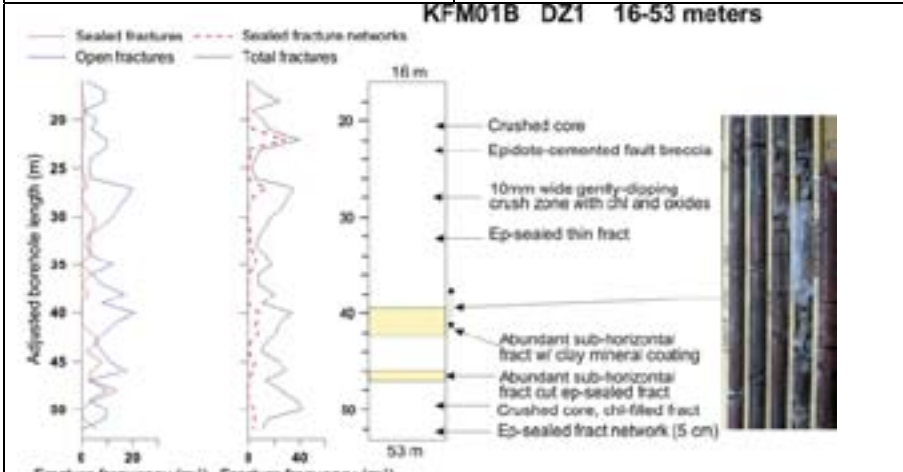 KFM01B DZ1 16-53 meters
Sealed fractures
Sealed fracture networks
Open fractures
Total fractures
16 m
20
25
30
35
40
45
50
Adjusted borehole length (m)
0 20
0 40
20
30
40
50
53 m
Crushed core
Epidote-cemented fault breccia
10mm wide gently-dipping
crush zone with chl and oxides
Ep-sealed thin fract
Abundant sub-horizontal
fract w/ clay mineral coating
Abundant sub-horizontal
fract cut ep-sealed fract
Crushed core, chl-filled fract
Ep-sealed fract network (5 cm)